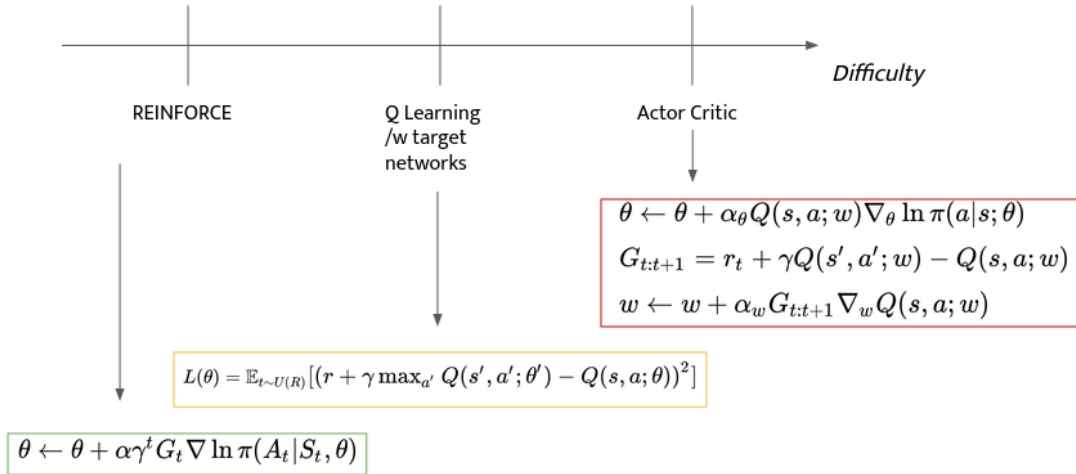 Difficulty
REINFORCE
Q Learning
/w target
networks
Actor Critic
θ ← θ + α_θ Q(s, a; w)∇_θ ln π(a|s; θ)
G_{t:t+1} = r_t + γQ(s′, a′; w) − Q(s, a; w)
w ← w + α_w G_{t:t+1} ∇_w Q(s, a; w)
L(θ) = 𝔼_{t∼U(R)}[(r + γ max_{a′} Q(s′, a′; θ′) − Q(s, a; θ))²]
θ ← θ + αγ^t G_t ∇ ln π(A_t|S_t, θ)